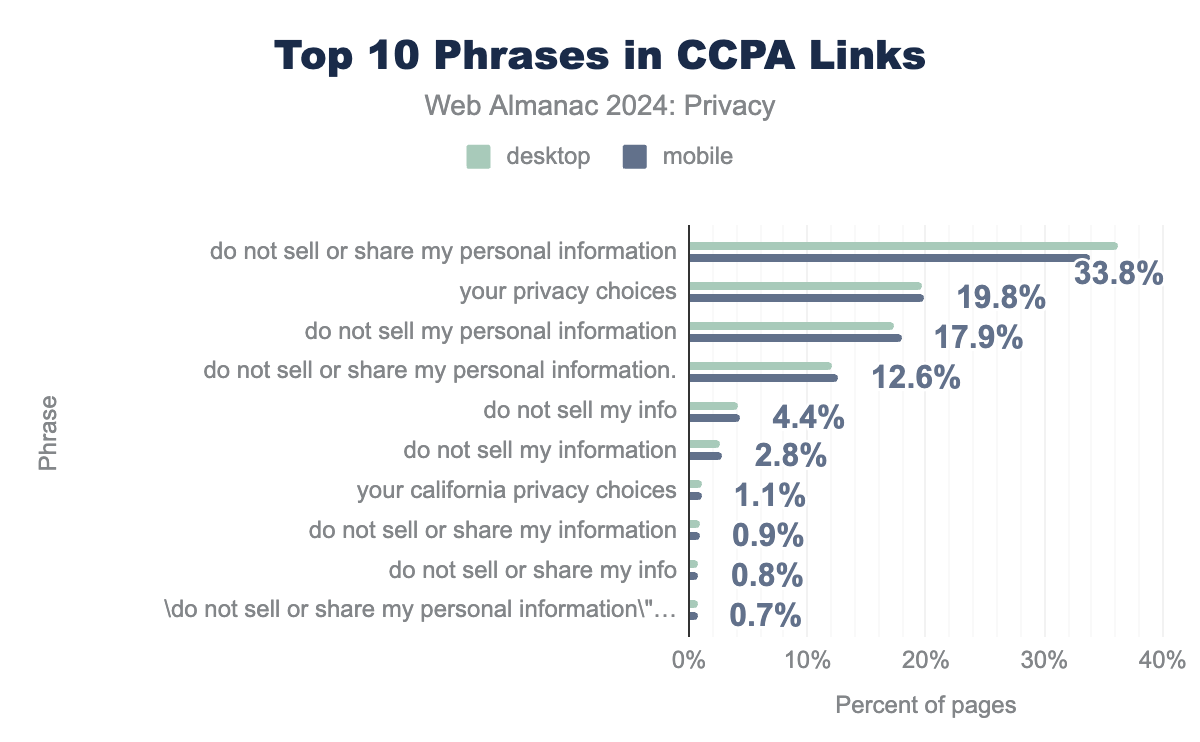 Top 10 Phrases in CCPA Links
Web Almanac 2024: Privacy
desktop
mobile
Phrase
do not sell or share my personal information
33.8%
your privacy choices
19.8%
do not sell my personal information
17.9%
do not sell or share my personal information.
12.6%
do not sell my info
4.4%
do not sell my information
2.8%
your california privacy choices
1.1%
do not sell or share my information
0.9%
do not sell or share my info
0.8%
\do not sell or share my personal information\"…
0.7%
0%
10%
20%
30%
40%
Percent of pages